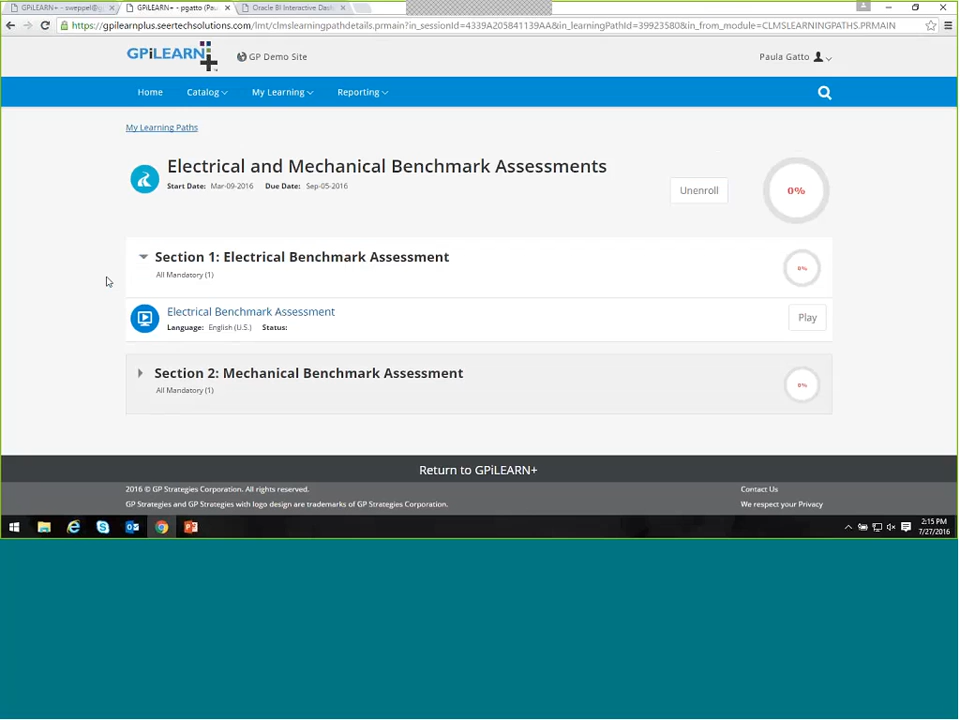 GPiLEARN+ - sweppel@g
GPiLEARN+ - pgatto (Pau
Oracle BI Interactive Dash
https://gpilearnplus.seertechsolutions.com/lmt/clmslearningpathdetails.prmain?in_sessionId=4339A205841139AA&in_learningPathId=39923580&in_from_module=CLMSLEARNINGPATHS.PRMAIN
GPiLEARN+
GP Demo Site
Paula Gatto
Home
Catalog
My Learning
Reporting
My Learning Paths
Electrical and Mechanical Benchmark Assessments
Start Date: Mar-09-2016 Due Date: Sep-05-2016
Unenroll
0%
Section 1: Electrical Benchmark Assessment
All Mandatory (1)
0%
Electrical Benchmark Assessment
Language: English (U.S.) Status:
Play
Section 2: Mechanical Benchmark Assessment
All Mandatory (1)
0%
Return to GPiLEARN+
2016 © GP Strategies Corporation. All rights reserved.
Contact Us
GP Strategies and GP Strategies with logo design are trademarks of GP Strategies Corporation.
We respect your Privacy
2:15 PM
7/27/2016